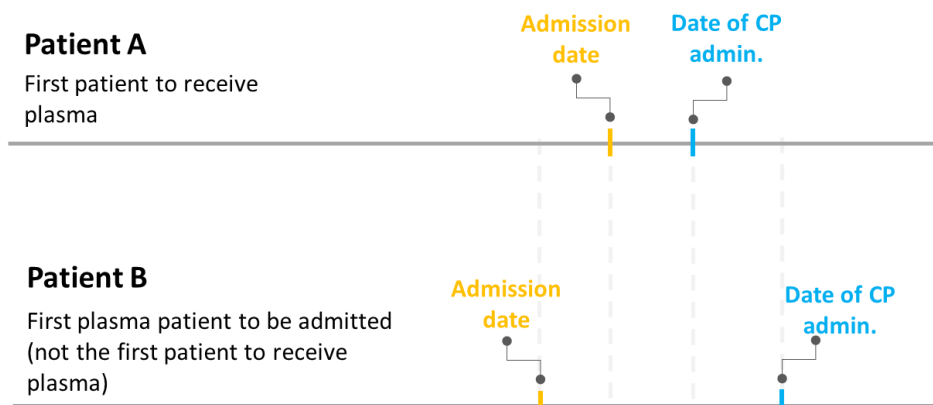 Patient A
First patient to receive
plasma
Admission
date
Date of CP
admin.
Patient B
First plasma patient to be admitted
(not the first patient to receive
plasma)
Admission
date
Date of CP
admin.